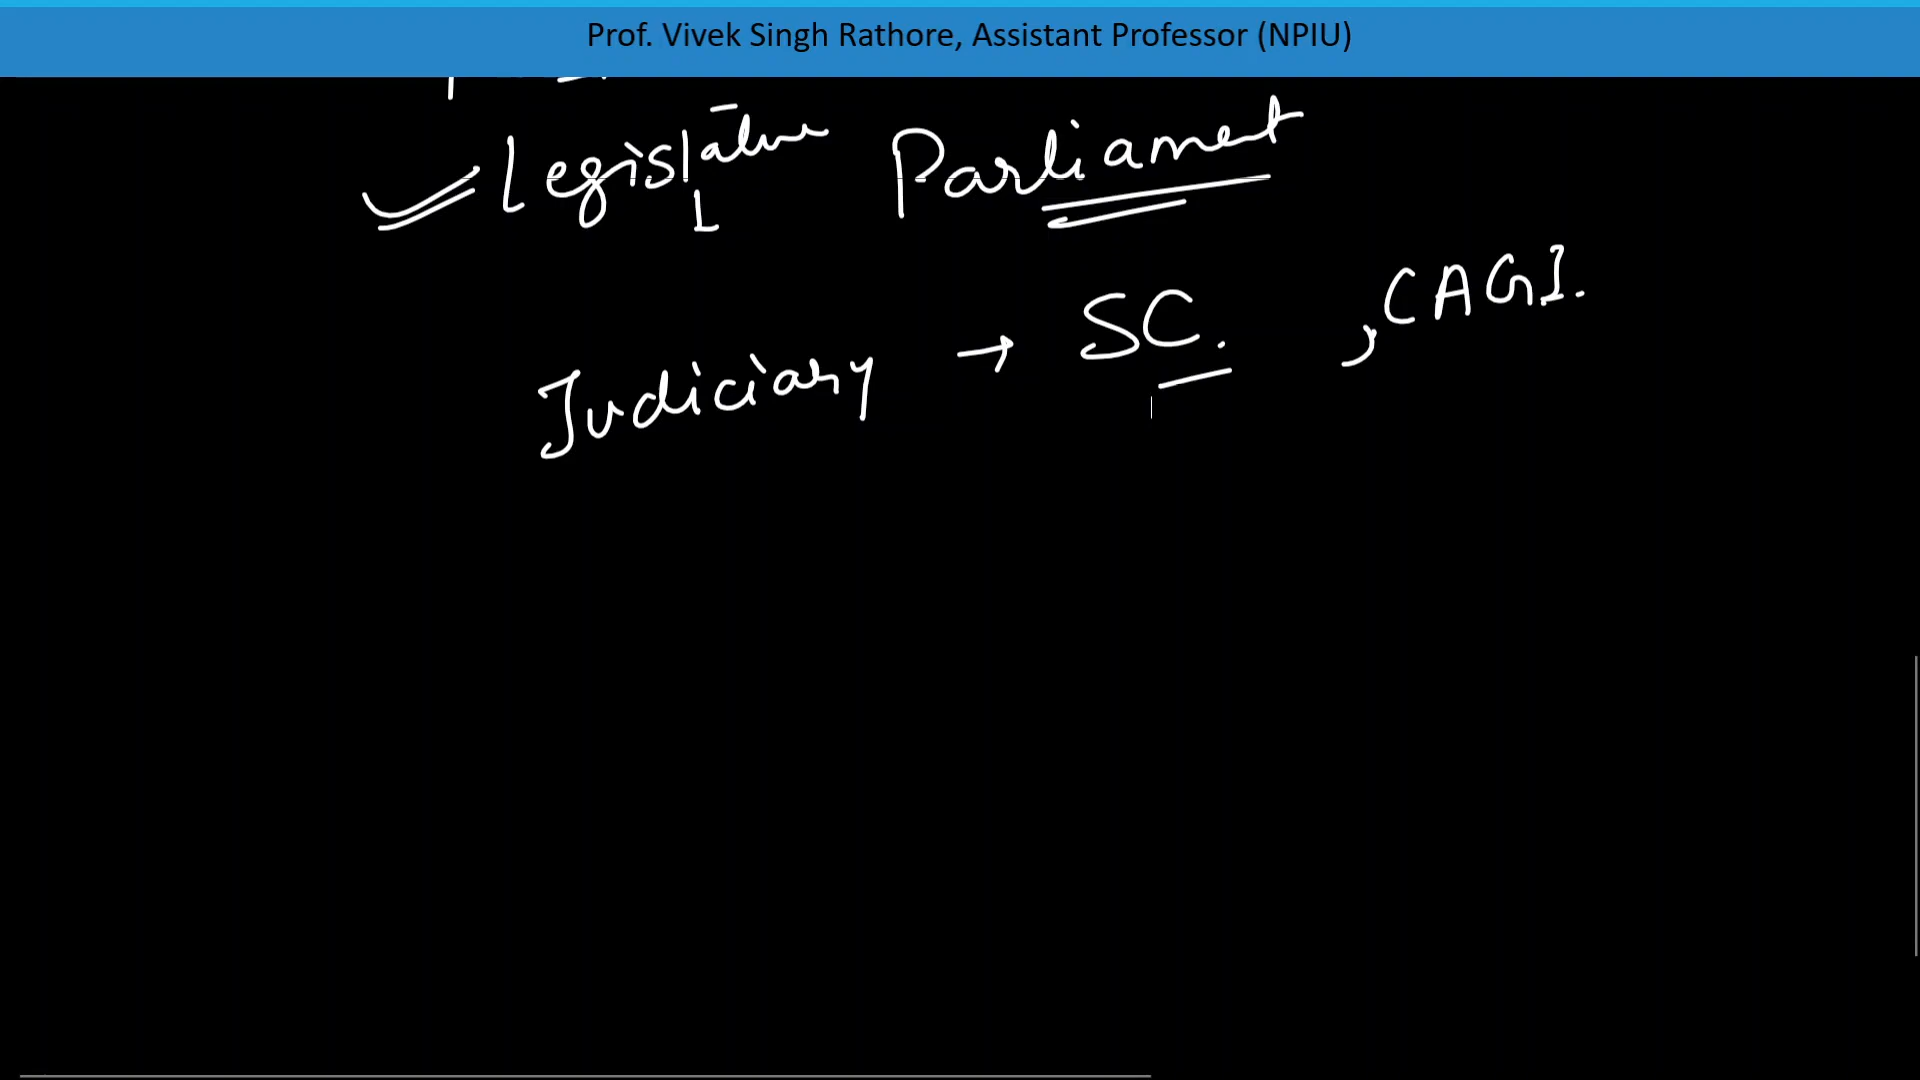 Prof. Vivek Singh Rathore, Assistant Professor (NPIU)
Legislature Parliament
L
Judiciary → SC. , CAGI.